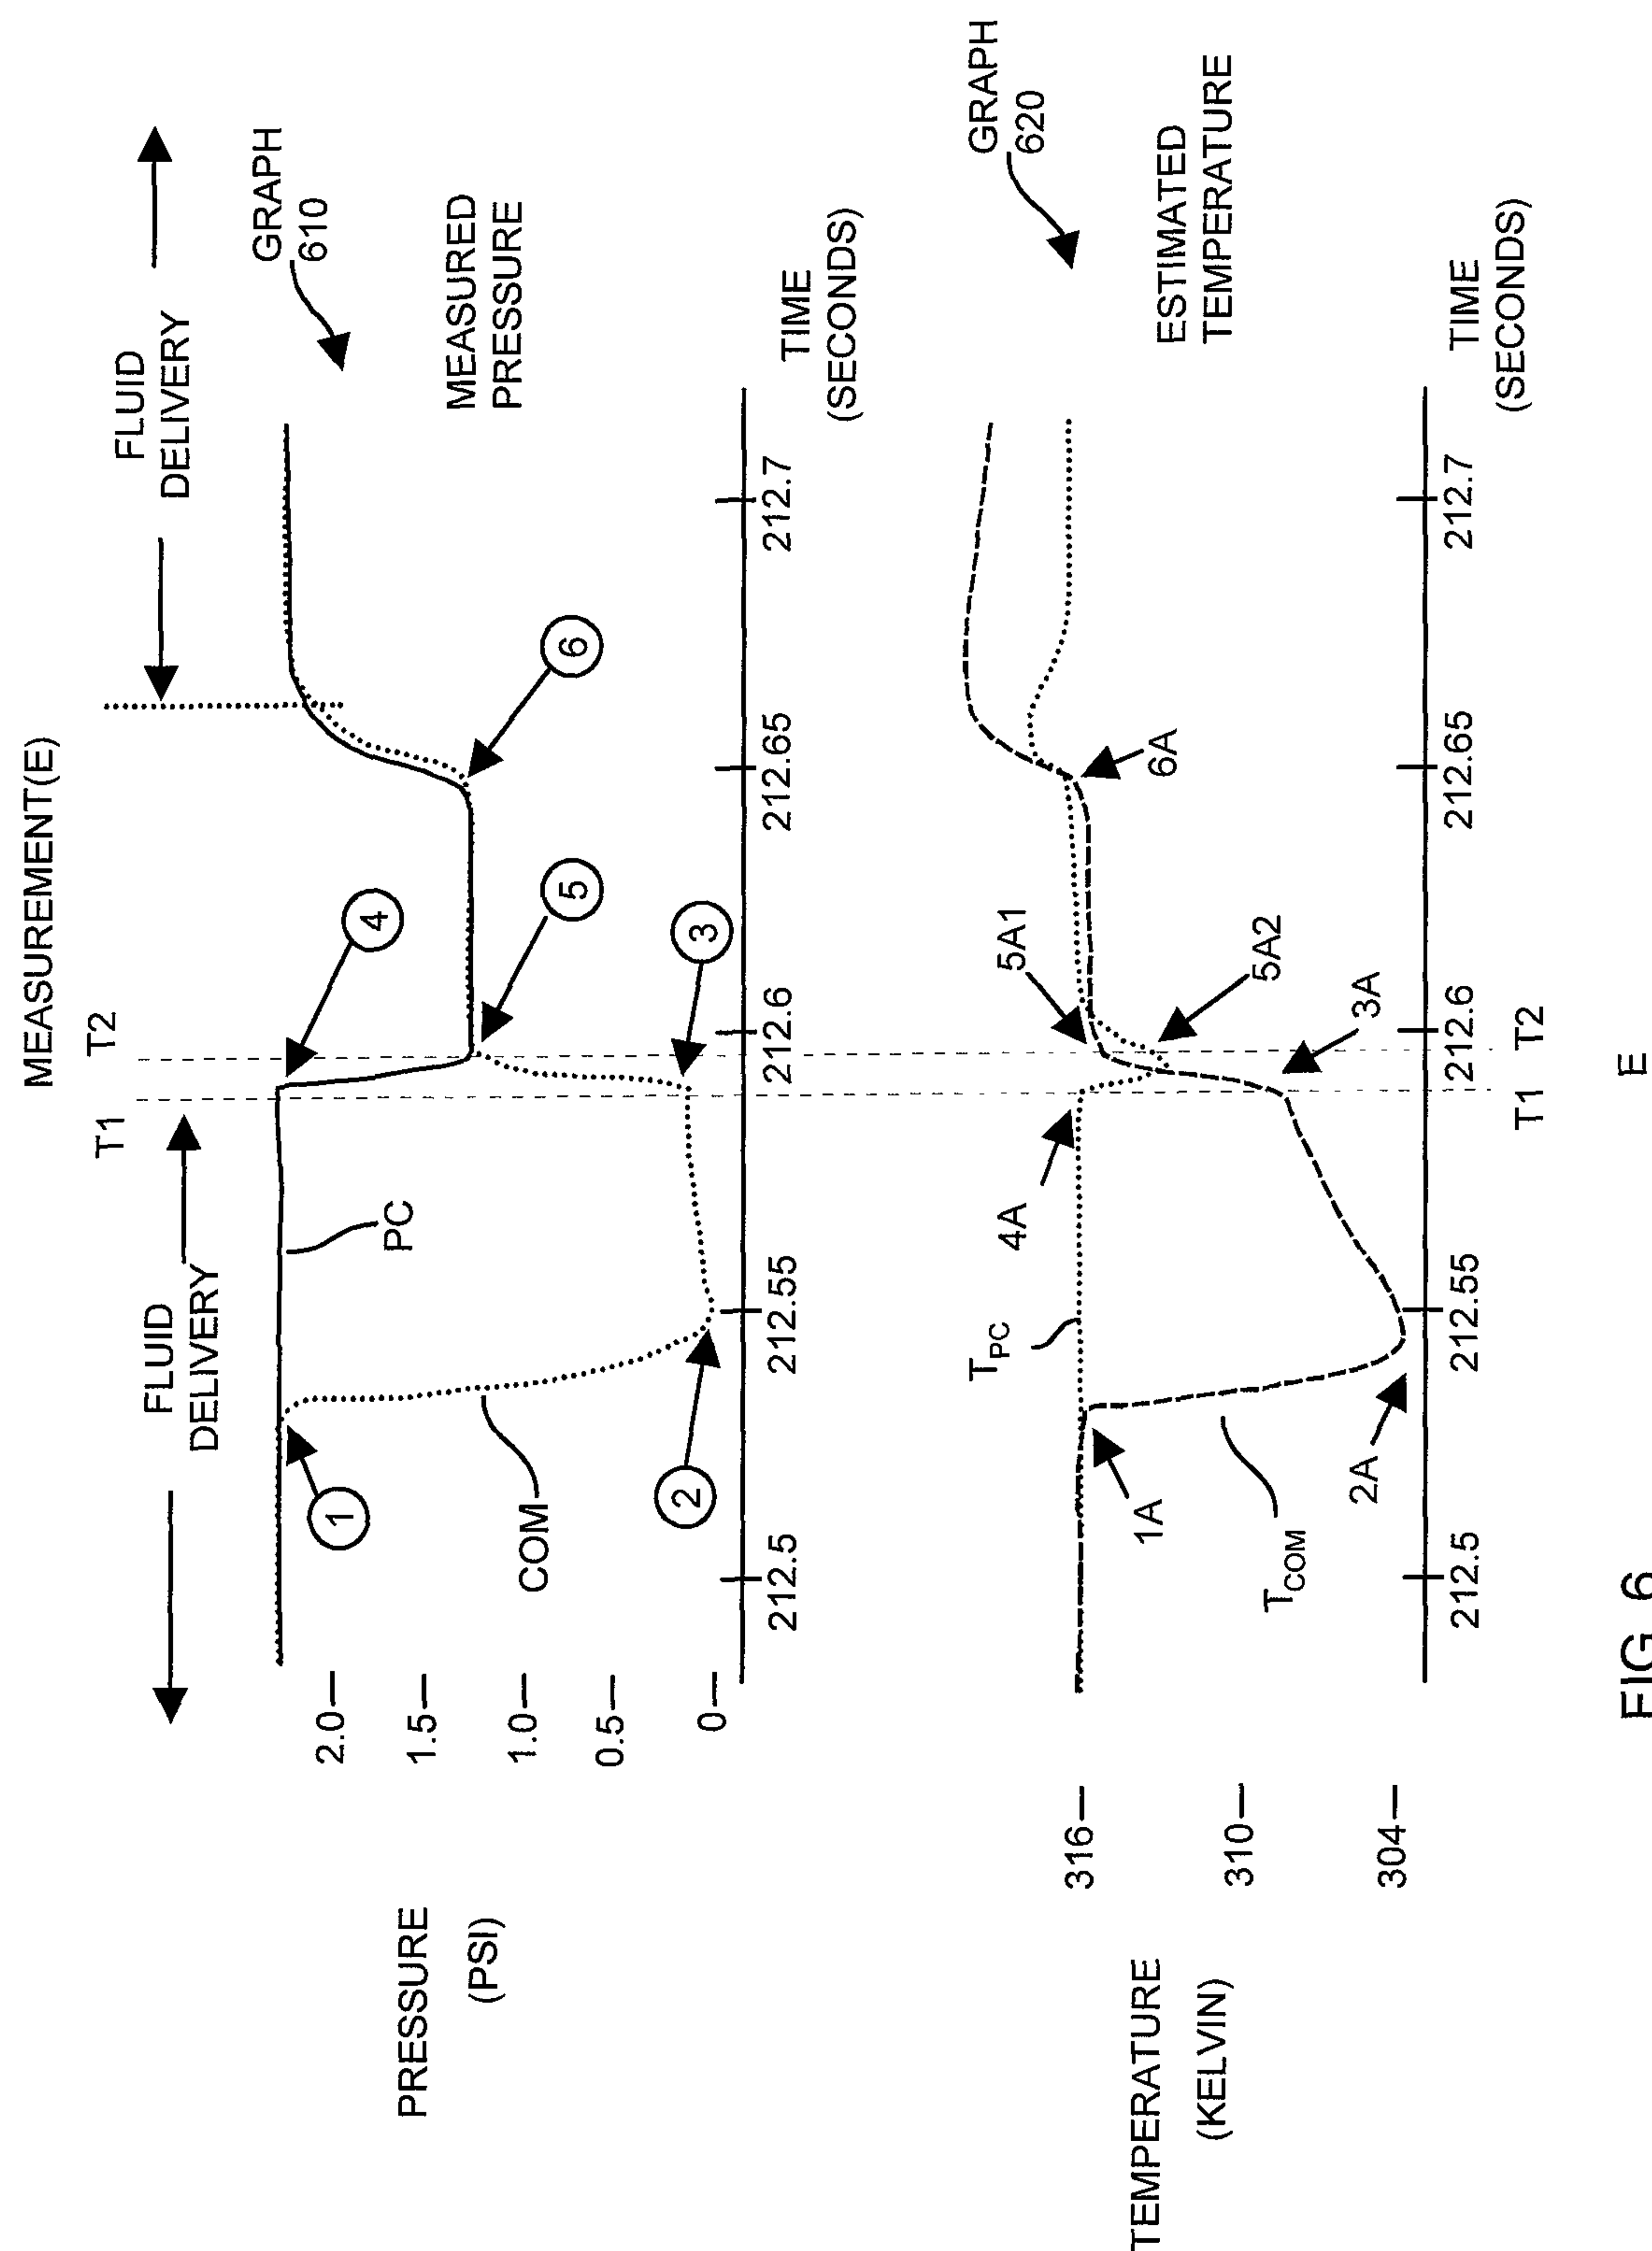 MEASUREMENT(E)
FLUID
DELIVERY
T1
T2
FLUID
DELIVERY
GRAPH
610
PRESSURE
(PSI)
2.0
1.5
1.0
0.5
0
1
2
3
4
5
6
PC
COM
MEASURED
PRESSURE
212.5
212.55
212.6
212.65
212.7
TIME
(SECONDS)
GRAPH
620
TEMPERATURE
(KELVIN)
316
310
304
TPC
TCOM
1A
2A
3A
4A
5A1
5A2
6A
ESTIMATED
TEMPERATURE
212.5
212.55
212.6
212.65
212.7
TIME
(SECONDS)
T1
T2
E
FIG. 6